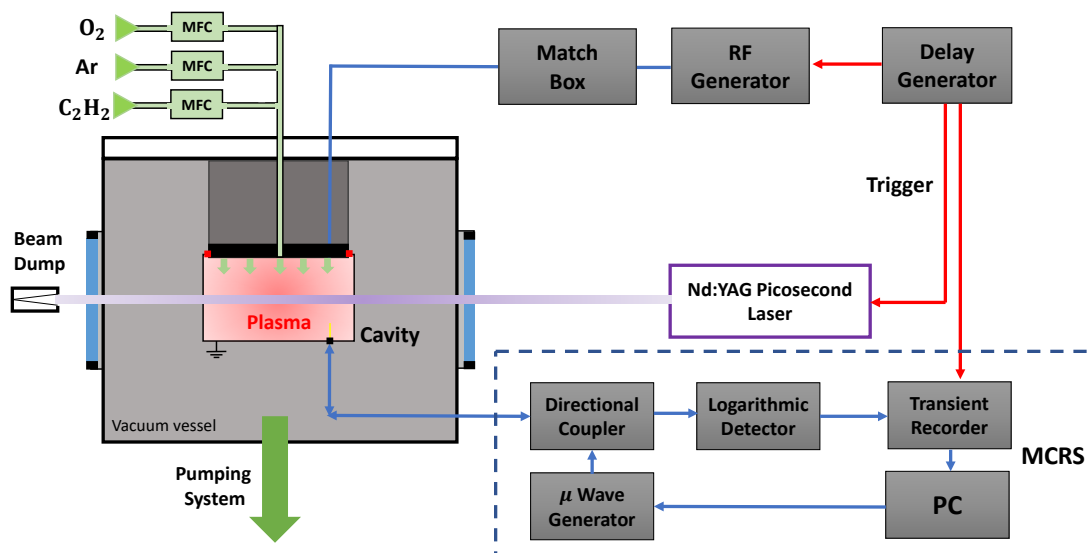 O₂
MFC
Ar
MFC
C₂H₂
MFC
Match
Box
RF
Generator
Delay
Generator
Trigger
Beam
Dump
Nd:YAG Picosecond
Laser
Plasma
Cavity
Vacuum vessel
Pumping
System
Directional
Coupler
Logarithmic
Detector
Transient
Recorder
MCRS
μ Wave
Generator
PC